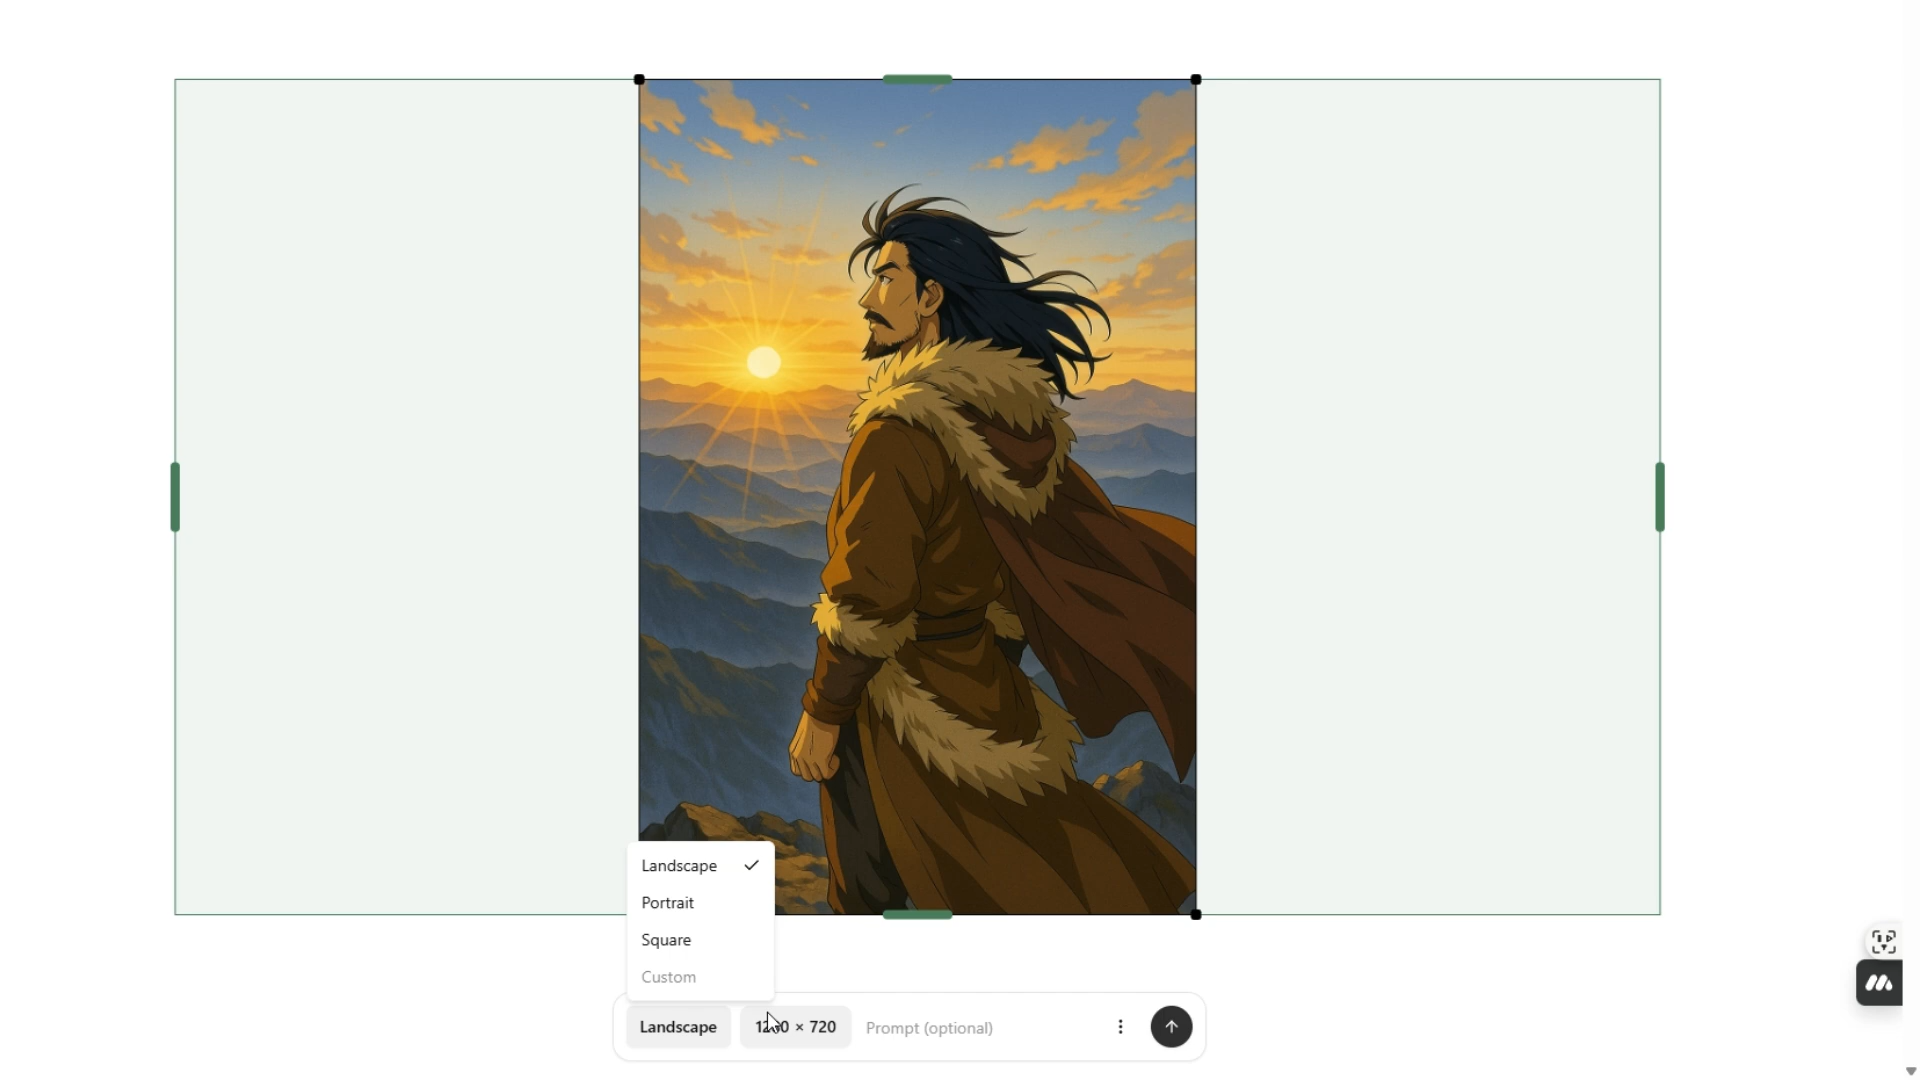 Landscape
Portrait
Square
Custom
Landscape
× 720
Prompt (optional)